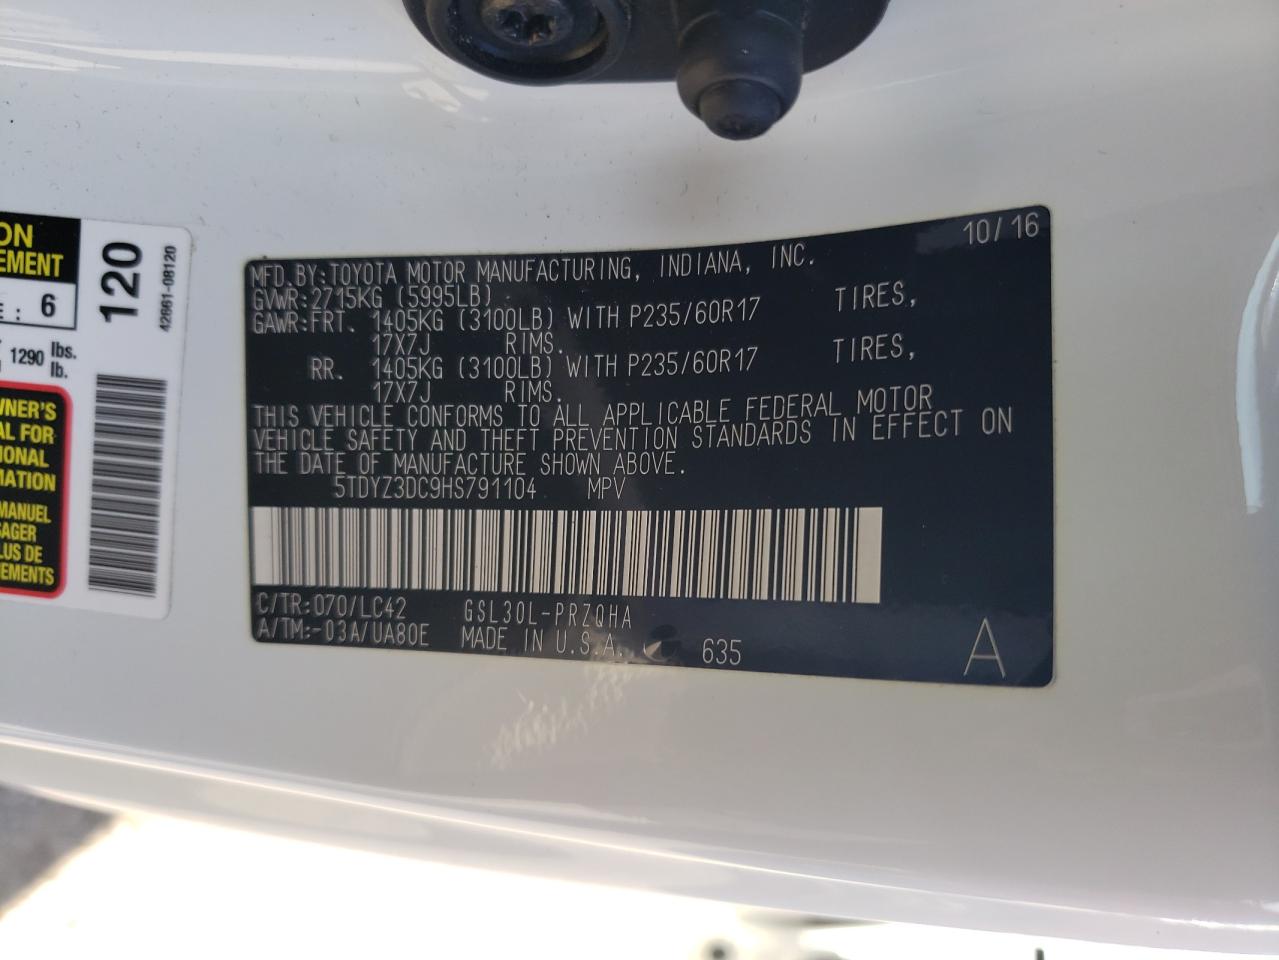 ON
EMENT
E : 6
1290 lbs.
lb.
WNER'S
AL FOR
IONAL
MATION
MANUEL
SAGER
LUS DE
EMENTS
120
42661-08120
10/16
MFD.BY:TOYOTA MOTOR MANUFACTURING, INDIANA, INC.
GVWR:2715KG (5995LB)
GAWR:FRT. 1405KG (3100LB) WITH P235/60R17 TIRES,
17X7J RIMS.
RR. 1405KG (3100LB) WITH P235/60R17 TIRES,
17X7J RIMS.
THIS VEHICLE CONFORMS TO ALL APPLICABLE FEDERAL MOTOR
VEHICLE SAFETY AND THEFT PREVENTION STANDARDS IN EFFECT ON
THE DATE OF MANUFACTURE SHOWN ABOVE.
5TDYZ3DC9HS791104 MPV
C/TR:070/LC42 GSL30L-PRZQHA
A/TM:-03A/UA80E MADE IN U.S.A. 635
A